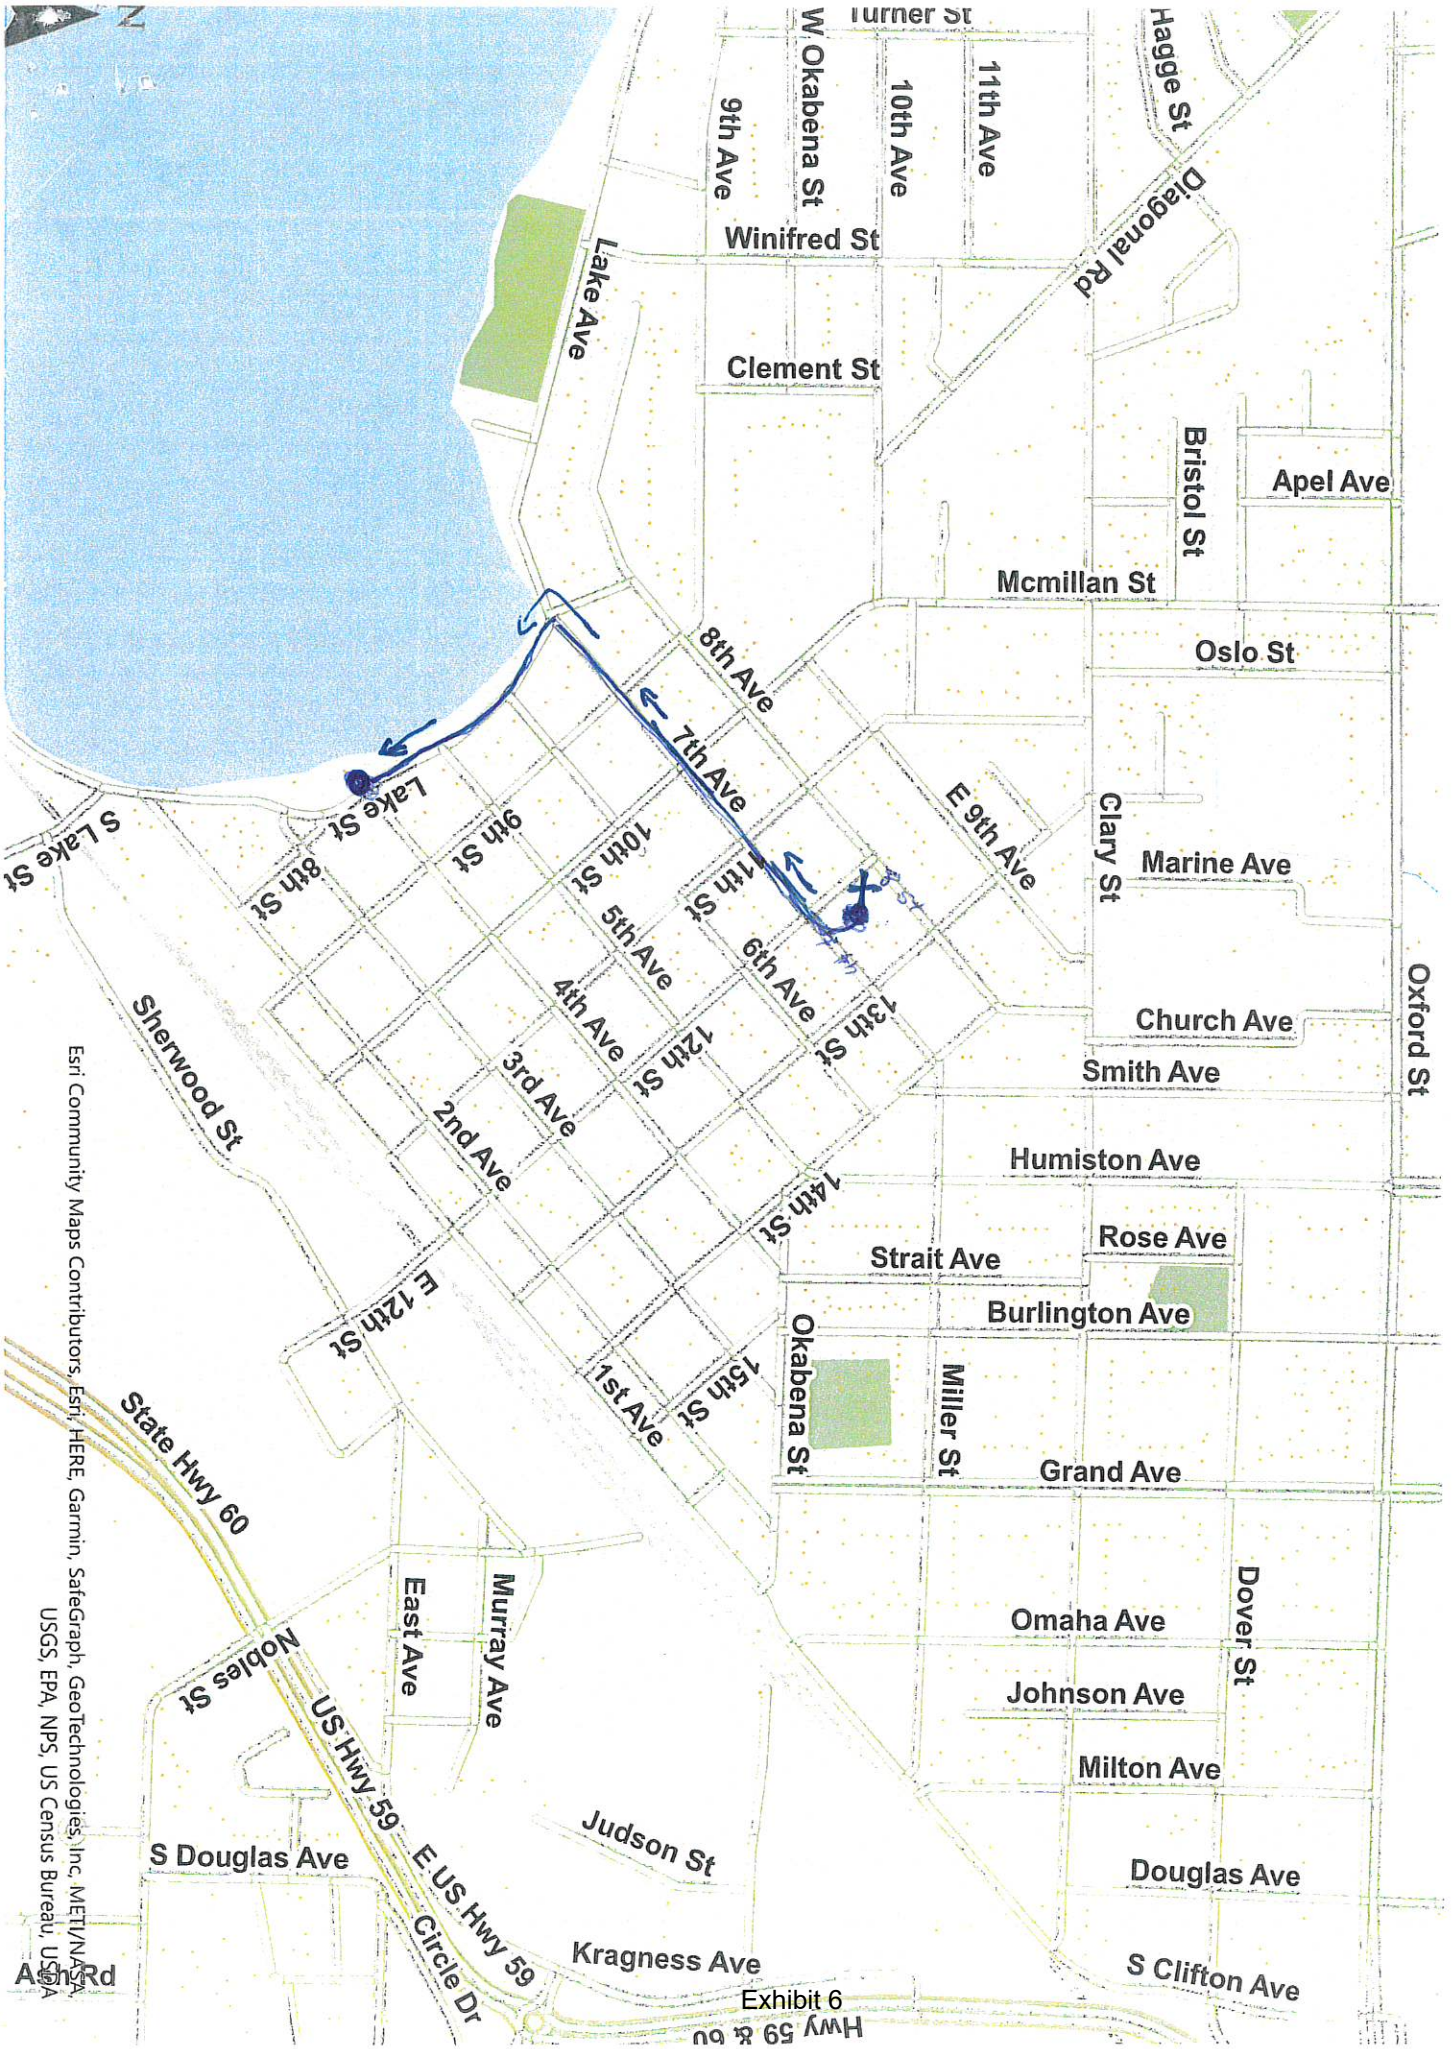 N
Turner St
W Okabena St
9th Ave
10th Ave
11th Ave
Hagge St
Diagonal Rd
Winifred St
Lake Ave
Clement St
Bristol St
Apel Ave
Mcmillan St
Oslo St
8th Ave
7th Ave
E 9th Ave
Clary St
Marine Ave
Lake St
9th St
10th St
11th St
S Lake St
8th St
5th Ave
6th Ave
13th St
Oxford St
4th Ave
12th St
Church Ave
Smith Ave
Sherwood St
3rd Ave
2nd Ave
Humiston Ave
14th St
Rose Ave
Strait Ave
Burlington Ave
E 12th St
Okabena St
15th St
1st Ave
Miller St
State Hwy 60
Grand Ave
East Ave
Murray Ave
Dover St
Omaha Ave
Nobles St
Johnson Ave
US Hwy 59
Milton Ave
S Douglas Ave
Judson St
Douglas Ave
E US Hwy 59
Circle Dr
Kragness Ave
S Clifton Ave
Ash Rd
Hwy 59 & 60
Exhibit 6
Esri Community Maps Contributors, Esri, HERE, Garmin, SafeGraph, GeoTechnologies, Inc, METI/NASA,
USGS, EPA, NPS, US Census Bureau, USDA